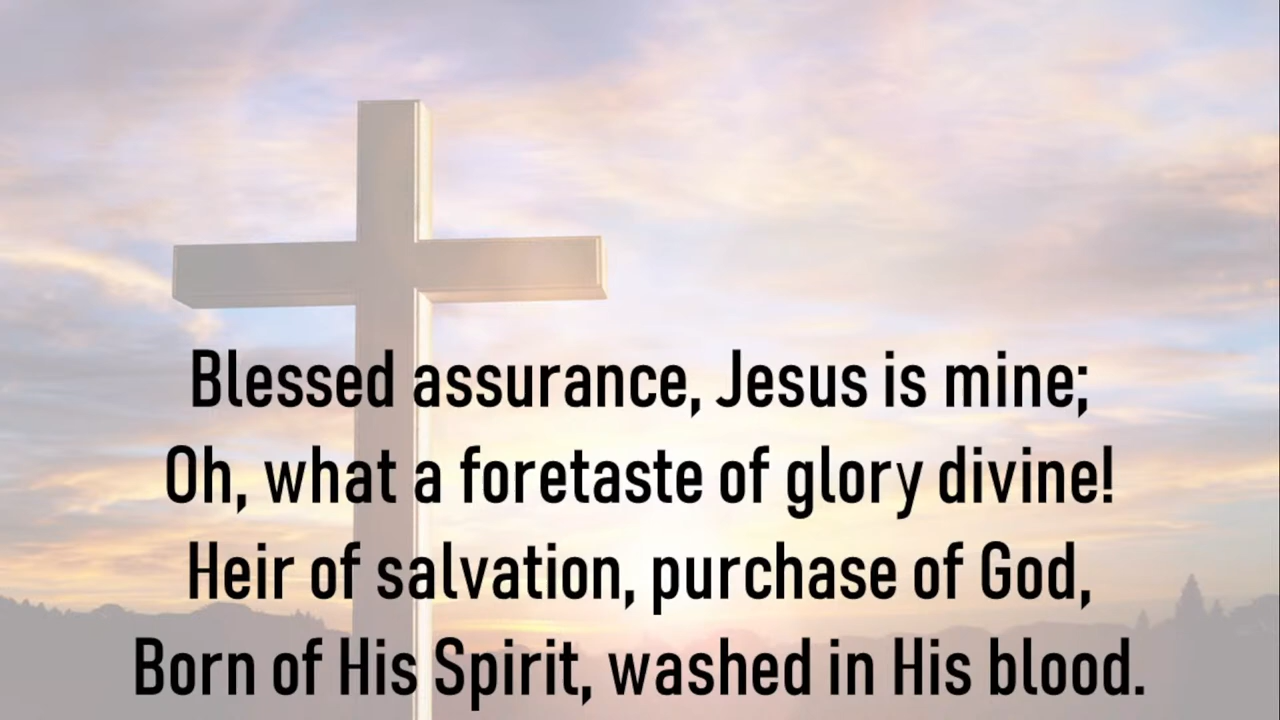 Blessed assurance, Jesus is mine;
Oh, what a foretaste of glory divine!
Heir of salvation, purchase of God,
Born of His Spirit, washed in His blood.